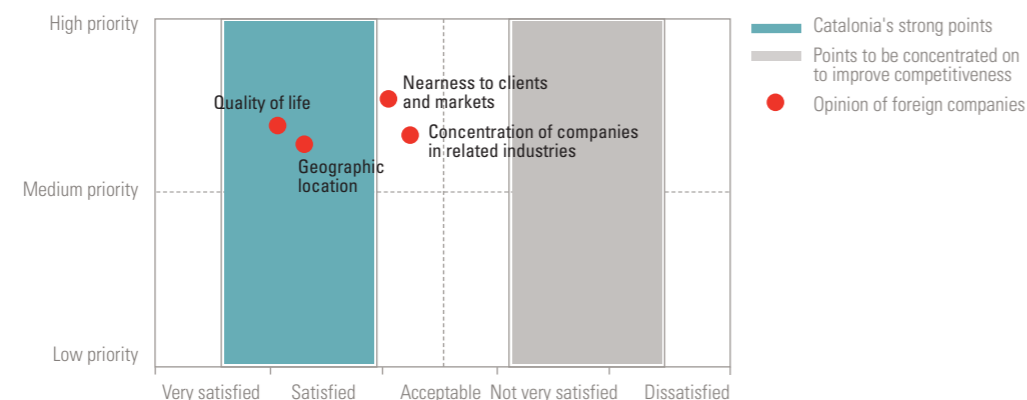 High priority
Medium priority
Low priority
Quality of life
Geographic
location
Nearness to clients
and markets
Concentration of companies
in related industries
Very satisfied
Satisfied
Acceptable
Not very satisfied
Dissatisfied
Catalonia's strong points
Points to be concentrated on
to improve competitiveness
Opinion of foreign companies